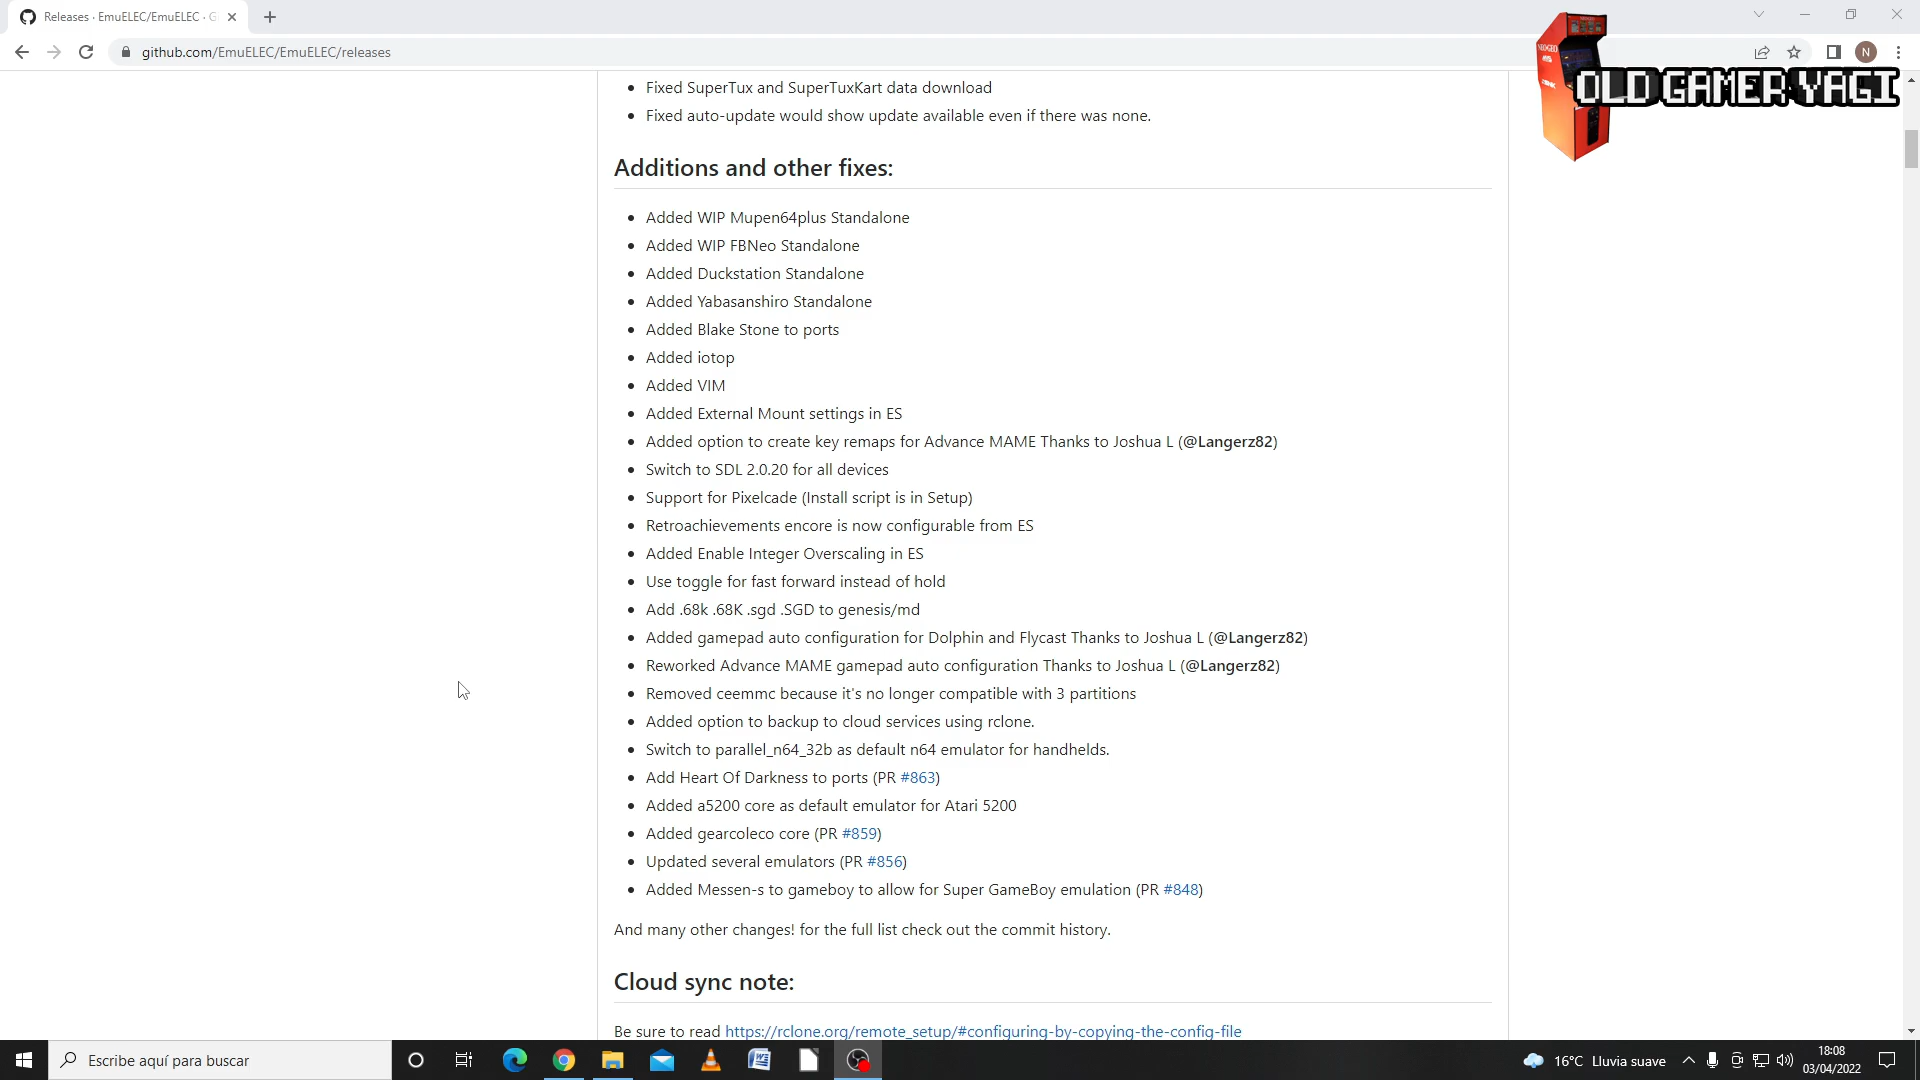 Releases · EmuELEC/EmuELEC · G
github.com/EmuELEC/EmuELEC/releases
N
OLD GAMER YAGI
Fixed SuperTux and SuperTuxKart data download
Fixed auto-update would show update available even if there was none.
Additions and other fixes:
Added WIP Mupen64plus Standalone
Added WIP FBNeo Standalone
Added Duckstation Standalone
Added Yabasanshiro Standalone
Added Blake Stone to ports
Added iotop
Added VIM
Added External Mount settings in ES
Added option to create key remaps for Advance MAME Thanks to Joshua L (@Langerz82)
Switch to SDL 2.0.20 for all devices
Support for Pixelcade (Install script is in Setup)
Retroachievements encore is now configurable from ES
Added Enable Integer Overscaling in ES
Use toggle for fast forward instead of hold
Add .68k .68K .sgd .SGD to genesis/md
Added gamepad auto configuration for Dolphin and Flycast Thanks to Joshua L (@Langerz82)
Reworked Advance MAME gamepad auto configuration Thanks to Joshua L (@Langerz82)
Removed ceemmc because it's no longer compatible with 3 partitions
Added option to backup to cloud services using rclone.
Switch to parallel_n64_32b as default n64 emulator for handhelds.
Add Heart Of Darkness to ports (PR #863)
Added a5200 core as default emulator for Atari 5200
Added gearcoleco core (PR #859)
Updated several emulators (PR #856)
Added Messen-s to gameboy to allow for Super GameBoy emulation (PR #848)
And many other changes! for the full list check out the commit history.
Cloud sync note:
Be sure to read https://rclone.org/remote_setup/#configuring-by-copying-the-config-file
Escribe aquí para buscar
16°C Lluvia suave
18:08
03/04/2022